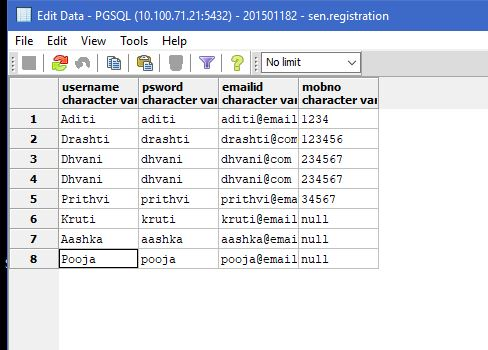 Edit Data - PGSQL (10.100.71.21:5432) - 201501182 - sen.registration
File Edit View Tools Help
No limit
username psword emailid mobno
character var character var character var character var
1 Aditi aditi aditi@email 1234
2 Drashti drashti drashti@com 123456
3 Dhvani dhvani dhvani@com 234567
4 Dhvani dhvani dhvani@com 234567
5 Prithvi prithvi prithvi@ema 34567
6 Kruti kruti kruti@email null
7 Aashka aashka aashka@email null
8 Pooja pooja pooja@email null